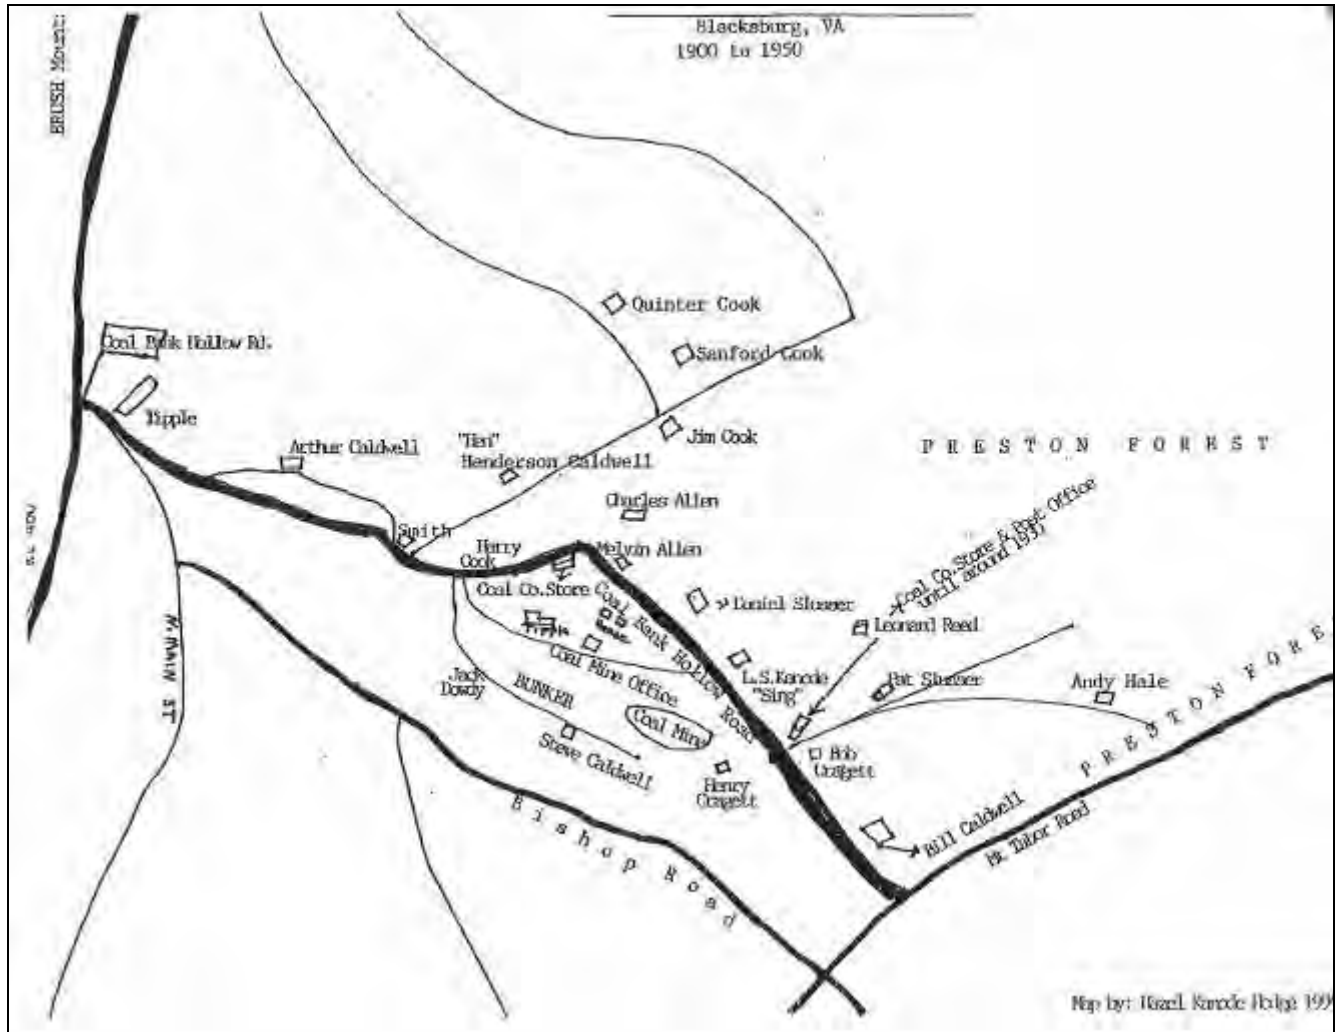 Blacksburg, VA
1900 to 1950
BRUSH Mount
Quinter Cook
Sanford Cook
Coal Bank Hollow Rd.
Tipple
Jim Cook
PRESTON FOREST
Arthur Caldwell
"Hen"
Henderson Caldwell
Charles Allen
Smith
Harry
Cook
Melvin Allen
Coal Co. Store & Post Office
until around 1937
Coal Co. Store
Daniel Slusser
Leonard Reed
Coal Bank Hollow Road
Coal Mine Office
L.S. Kanode
"Sing"
Pat Slusser
Andy Hale
Jack
Dowdy
BUNKER
Coal Mine
Steve Caldwell
N. MAIN ST
Bob
Henry
PRESTON FORE
Bishop Road
Bill Caldwell
Mt. Tabor Road
Map by: Hazel Kanode Hodge 199